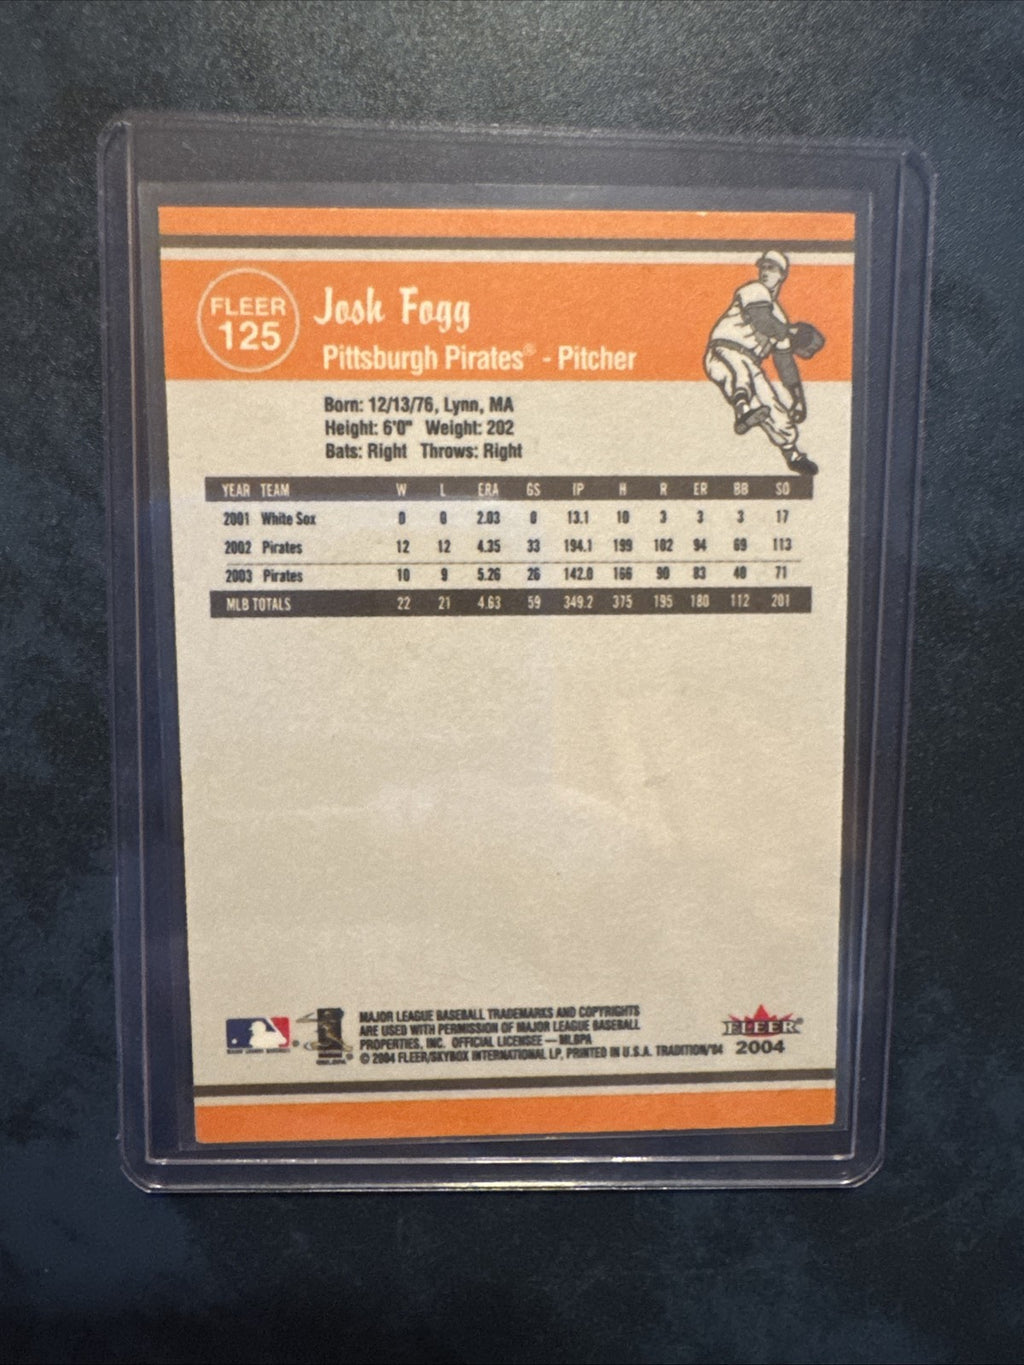 FLEER
125
Josh Fogg
Pittsburgh Pirates® - Pitcher
Born: 12/13/76, Lynn, MA
Height: 6'0" Weight: 202
Bats: Right Throws: Right
YEAR TEAM W L ERA GS IP H R ER BB SO
2001 White Sox 0 0 2.03 0 13.1 10 3 3 3 17
2002 Pirates 12 12 4.35 33 194.1 199 102 94 69 113
2003 Pirates 10 9 5.26 26 142.0 166 90 83 40 71
MLB TOTALS 22 21 4.63 59 349.2 375 195 180 112 201
MAJOR LEAGUE BASEBALL TRADEMARKS AND COPYRIGHTS
ARE USED WITH PERMISSION OF MAJOR LEAGUE BASEBALL
PROPERTIES, INC. OFFICIAL LICENSEE — MLBPA
© 2004 FLEER/SKYBOX INTERNATIONAL LP, PRINTED IN U.S.A. TRADITION/'04
FLEER
2004